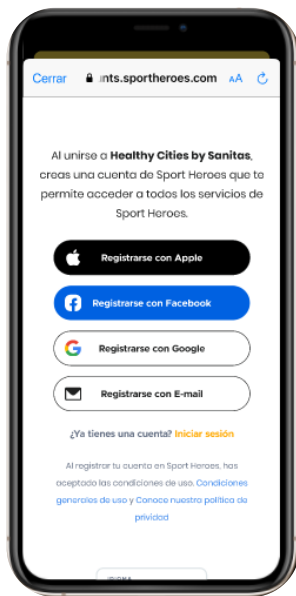 Cerrar nts.sportheroes.com AA
Al unirse a Healthy Cities by Sanitas,
creas una cuenta de Sport Heroes que te
permite acceder a todos los servicios de
Sport Heroes.
Registrarse con Apple
Registrarse con Facebook
Registrarse con Google
Registrarse con E-mail
¿Ya tienes una cuenta? Iniciar sesión
Al registrar tu cuenta en Sport Heroes, has
aceptado las condiciones de uso. Condiciones
generales de uso y Conoce nuestra política de
prividad